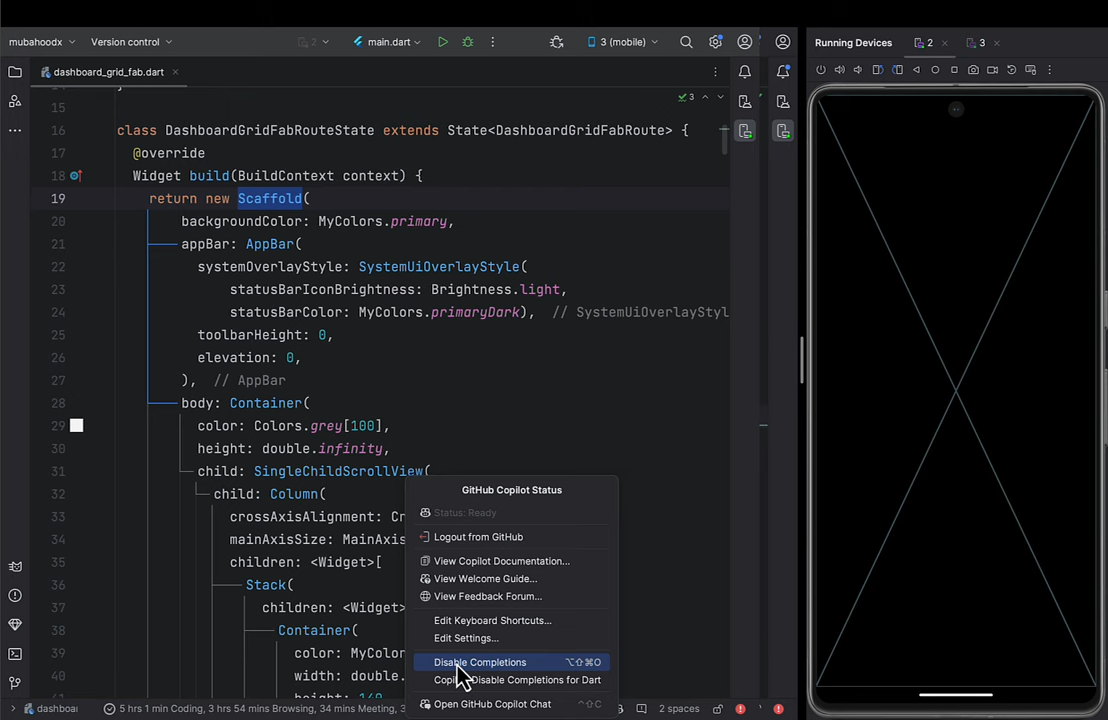 mubahoodx
Version control
2
main.dart
3 (mobile)
Running Devices
2
3
dashboard_grid_fab.dart
3
15
16 class DashboardGridFabRouteState extends State<DashboardGridFabRoute> {
17 @override
18 Widget build(BuildContext context) {
19 return new Scaffold(
20 backgroundColor: MyColors.primary,
21 appBar: AppBar(
22 systemOverlayStyle: SystemUiOverlayStyle(
23 statusBarIconBrightness: Brightness.light,
24 statusBarColor: MyColors.primaryDark), // SystemUiOverlayStyl
25 toolbarHeight: 0,
26 elevation: 0,
27 ), // AppBar
28 body: Container(
29 color: Colors.grey[100],
30 height: double.infinity,
31 child: SingleChildScrollView(
32 child: Column(
33 crossAxisAlignment: Cr
34 mainAxisSize: MainAxis
35 children: <Widget>[
36 Stack(
37 children: <Widget>
38 Container(
39 color: MyColo
40 width: double
41
GitHub Copilot Status
Status: Ready
Logout from GitHub
View Copilot Documentation...
View Welcome Guide...
View Feedback Forum...
Edit Keyboard Shortcuts...
Edit Settings...
Disable Completions ⌥⇧⌘O
Disable Completions for Dart
Open GitHub Copilot Chat ^⇧C
dashboa
5 hrs 1 min Coding, 3 hrs 54 mins Browsing, 34 mins Meeting,
2 spaces